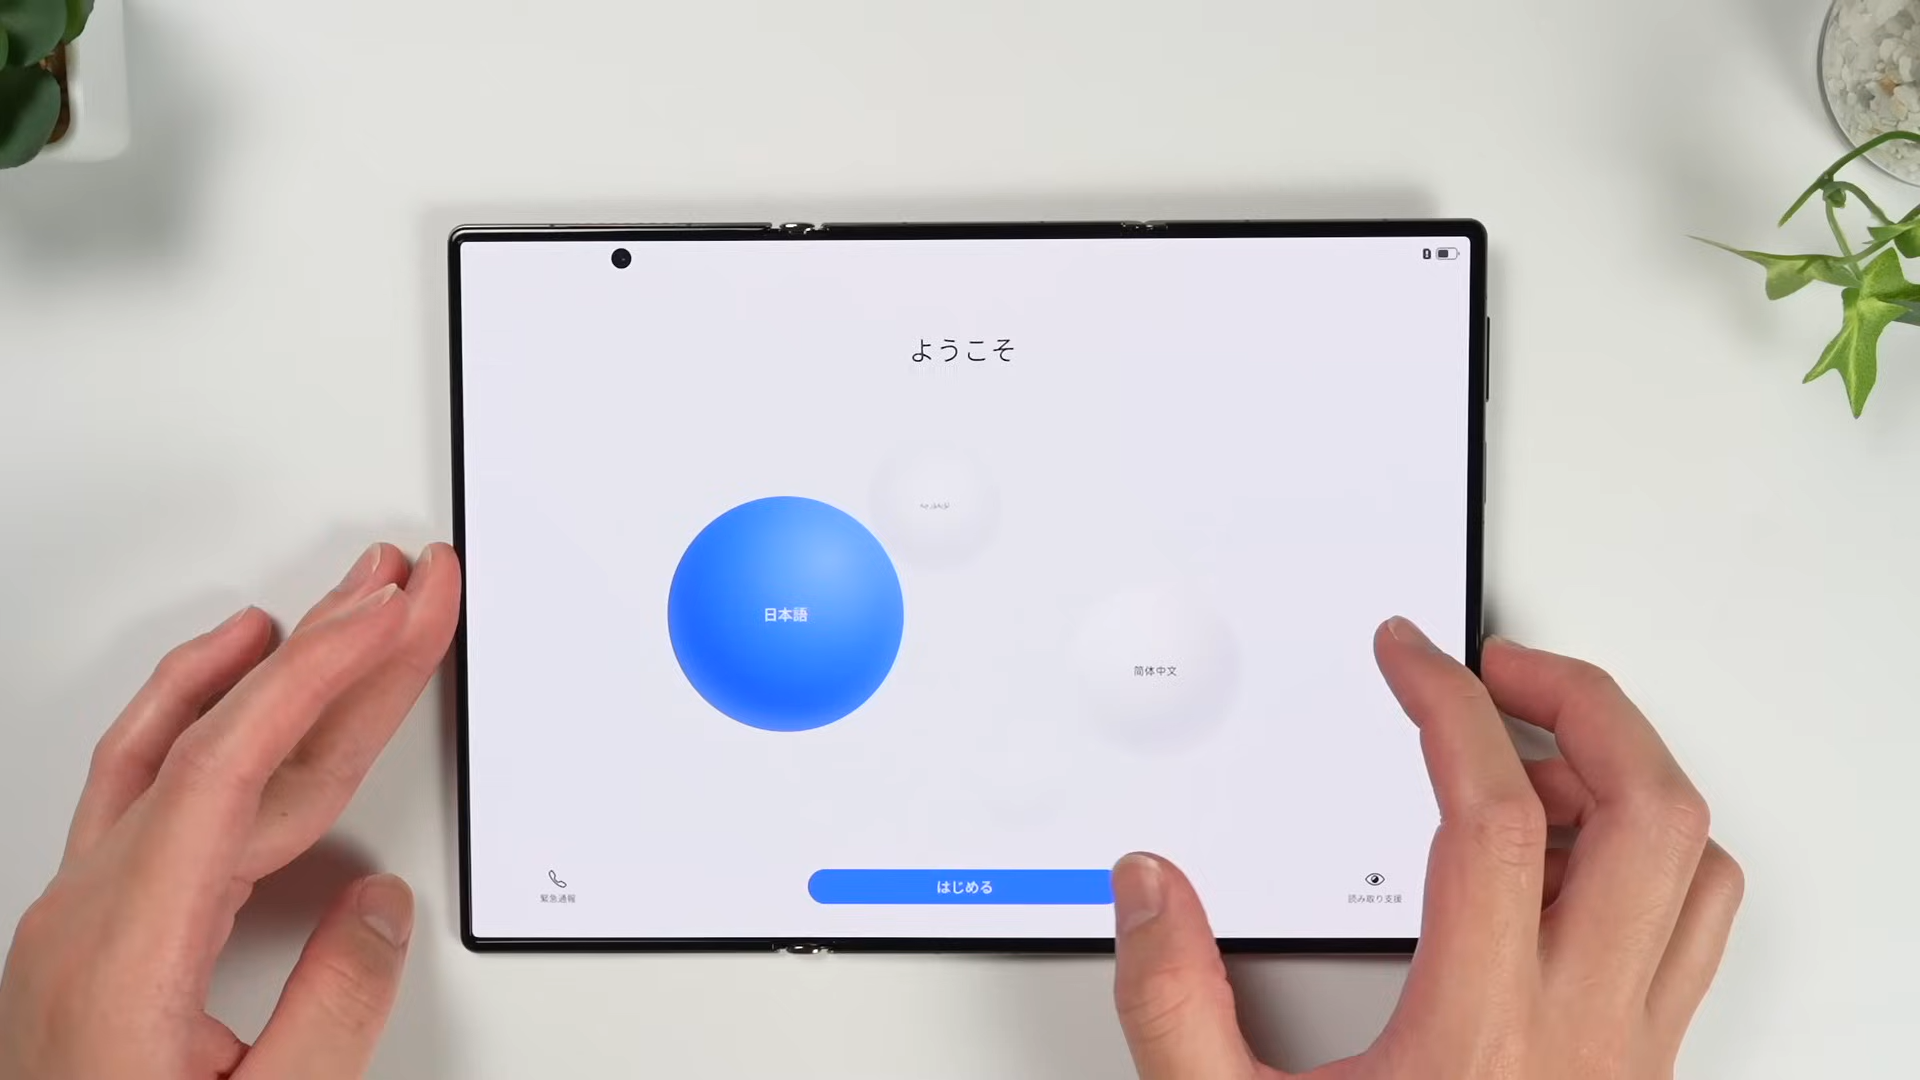 ようこそ
日本語
简体中文
はじめる
緊急通報
読み取り支援